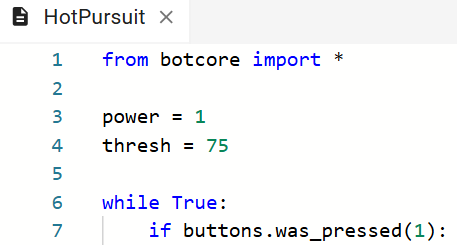 HotPursuit ×
1 from botcore import *
2
3 power = 1
4 thresh = 75
5
6 while True:
7     if buttons.was_pressed(1):